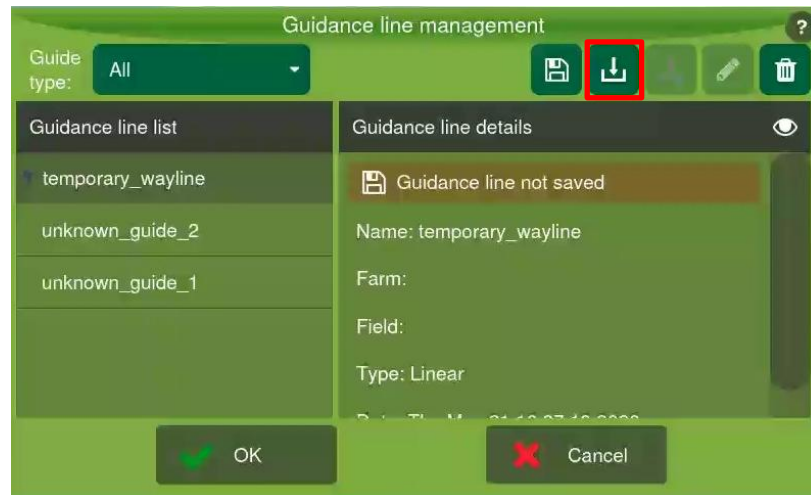 Guidance line management
?
Guide type:
All
Guidance line list
Guidance line details
temporary_wayline
Guidance line not saved
unknown_guide_2
Name: temporary_wayline
unknown_guide_1
Farm:
Field:
Type: Linear
OK
Cancel